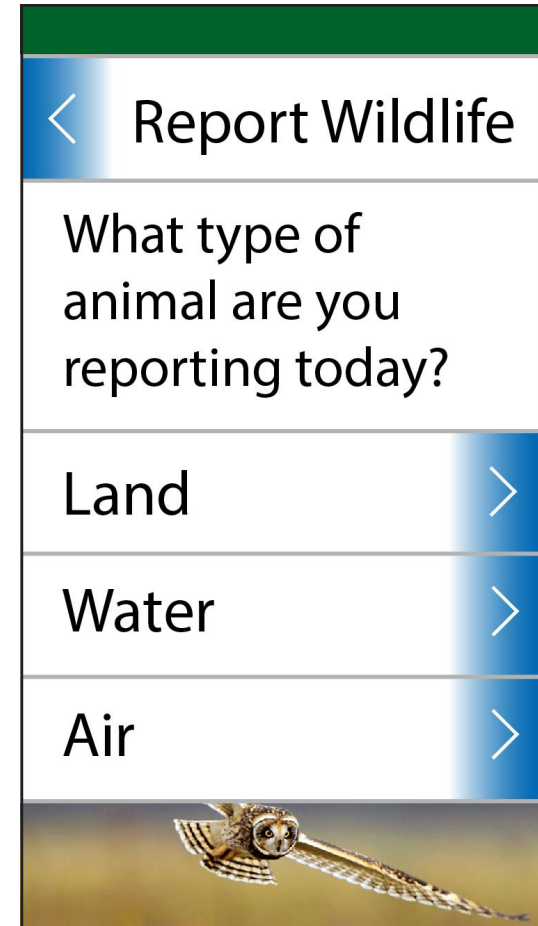 Report Wildlife
What type of
animal are you
reporting today?
Land
Water
Air